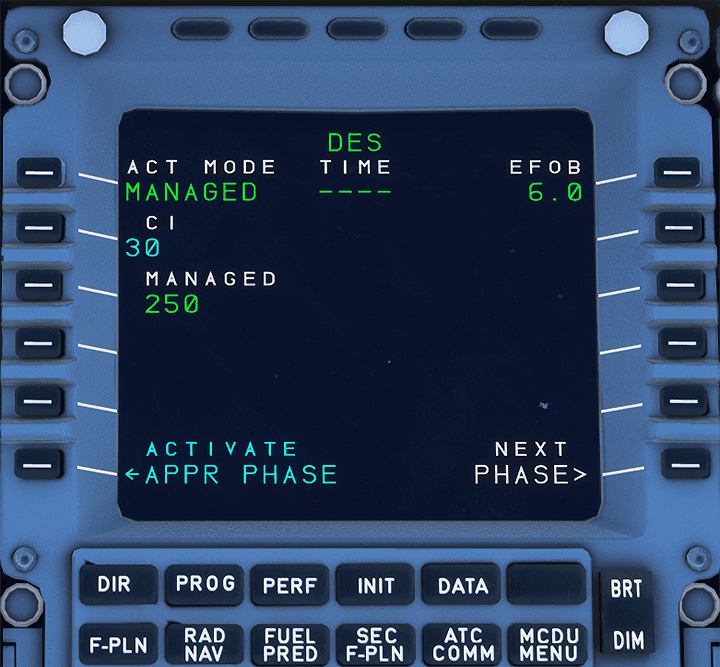 DES
ACT MODE TIME EFOB
MANAGED ---- 6.0
CI
30
MANAGED
250
ACTIVATE NEXT
←APPR PHASE PHASE>
DIR PROG PERF INIT DATA BRT
F-PLN RAD NAV FUEL PRED SEC F-PLN ATC COMM MCDU MENU DIM